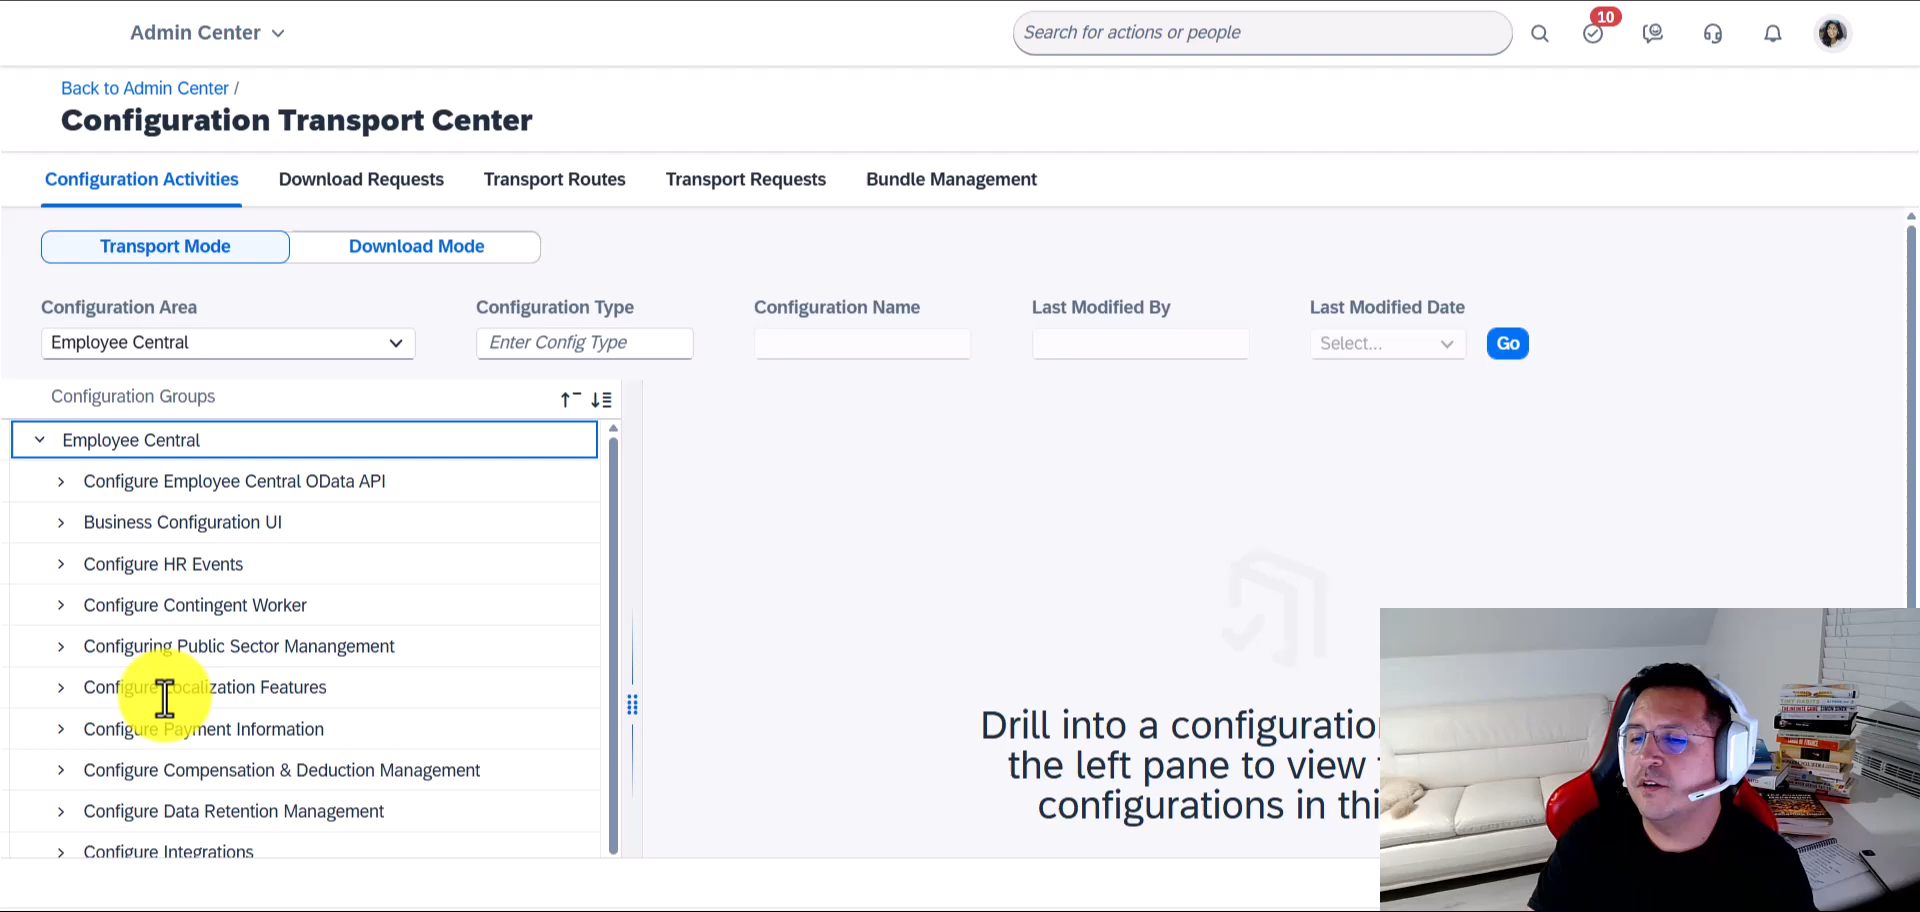 Admin Center
Search for actions or people
10
Back to Admin Center /
Configuration Transport Center
Configuration Activities
Download Requests
Transport Routes
Transport Requests
Bundle Management
Transport Mode
Download Mode
Configuration Area
Configuration Type
Configuration Name
Last Modified By
Last Modified Date
Employee Central
Enter Config Type
Select...
Go
Configuration Groups
Employee Central
Configure Employee Central OData API
Business Configuration UI
Configure HR Events
Configure Contingent Worker
Configuring Public Sector Manangement
Configure Localization Features
Configure Payment Information
Configure Compensation & Deduction Management
Configure Data Retention Management
Configure Integrations
Drill into a configuratio
the left pane to view
configurations in thi